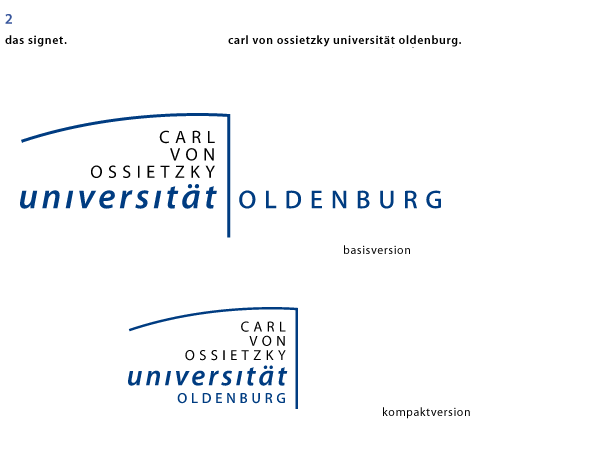 2
das signet.
carl von ossietzky universität oldenburg.
CARL
VON
OSSIETZKY
universität OLDENBURG
basisversion
CARL
VON
OSSIETZKY
universität
OLDENBURG
kompaktversion